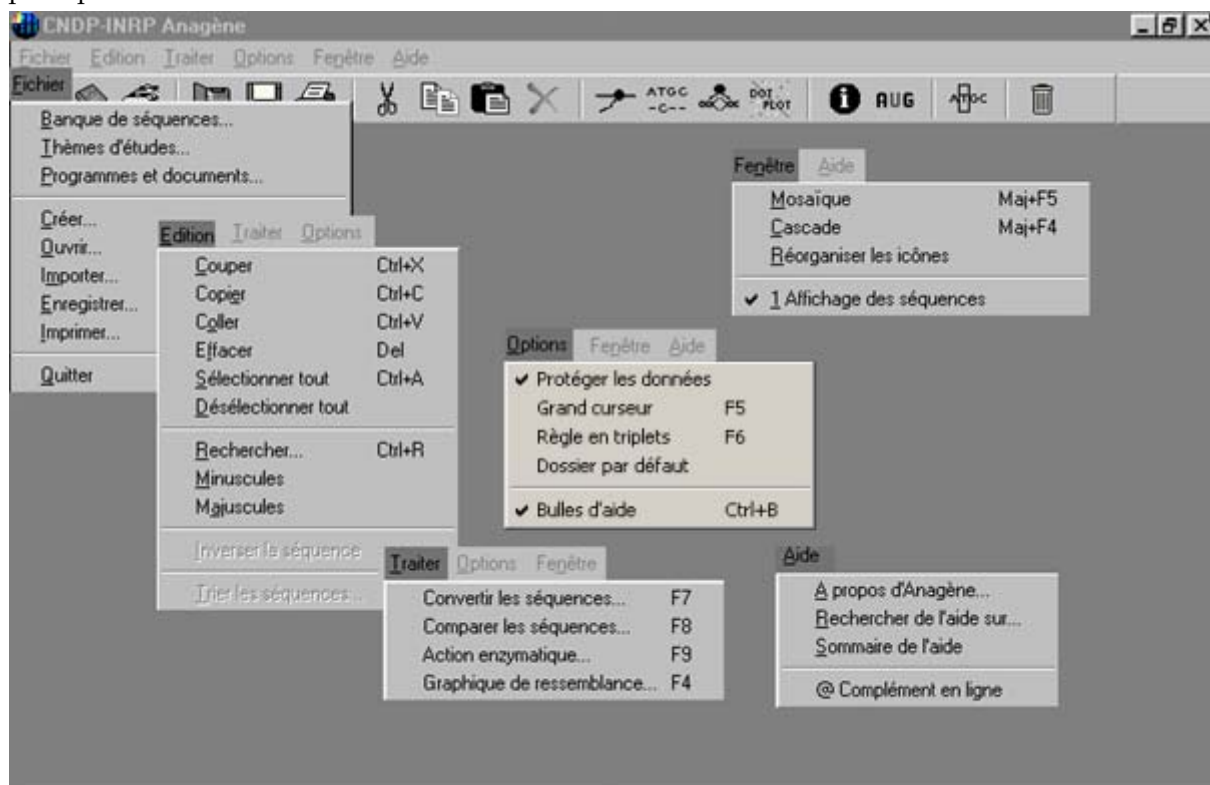 CNDP-INRP Anagène
Fichier Edition Traiter Options Fenêtre Aide
Fichier
ATGC
-C--
DOT
PLOT
AUG
ATGC
Banque de séquences...
Thèmes d'études...
Programmes et documents...
Créer...
Ouvrir...
Importer...
Enregistrer...
Imprimer...
Quitter
Edition Traiter Options
Couper Ctrl+X
Copier Ctrl+C
Coller Ctrl+V
Effacer Del
Sélectionner tout Ctrl+A
Désélectionner tout
Rechercher... Ctrl+R
Minuscules
Majuscules
Inverser la séquence
Trier les séquences...
Fenêtre Aide
Mosaïque Maj+F5
Cascade Maj+F4
Réorganiser les icônes
✔ 1 Affichage des séquences
Options Fenêtre Aide
✔ Protéger les données
Grand curseur F5
Règle en triplets F6
Dossier par défaut
✔ Bulles d'aide Ctrl+B
Traiter Options Fenêtre
Convertir les séquences... F7
Comparer les séquences... F8
Action enzymatique... F9
Graphique de ressemblance... F4
Aide
A propos d'Anagène...
Rechercher de l'aide sur...
Sommaire de l'aide
@ Complément en ligne